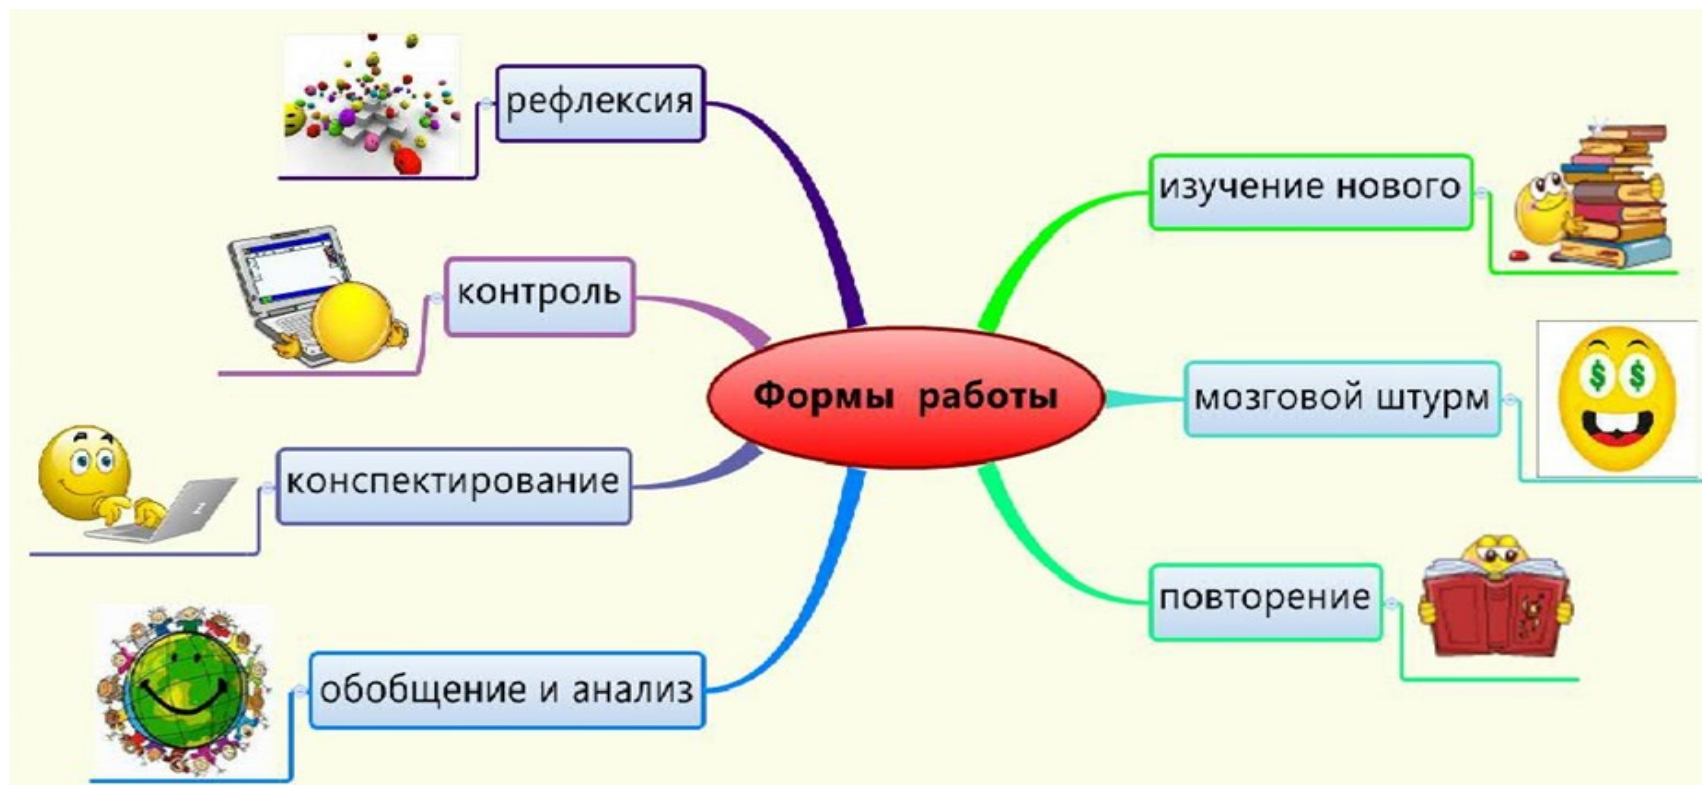 рефлексия
контроль
конспектирование
обобщение и анализ
Формы работы
изучение нового
мозговой штурм
повторение